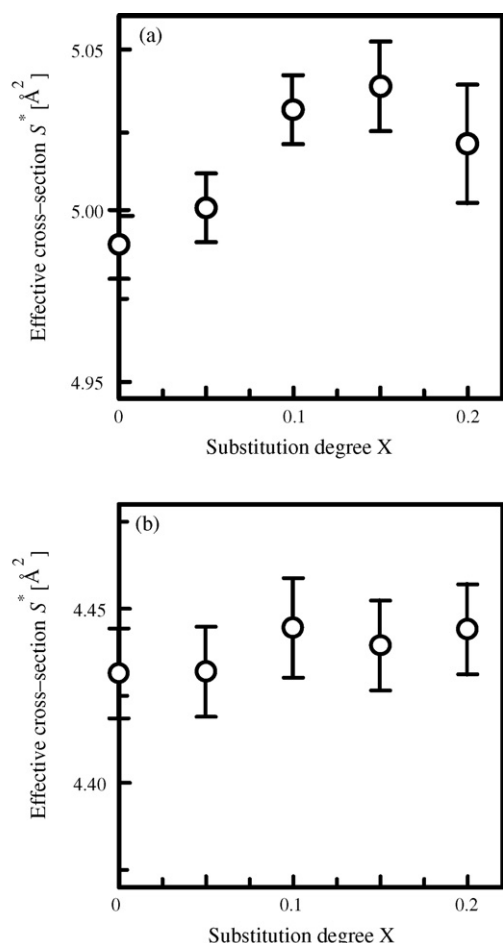 (a)
5.05
5.00
4.95
Effective cross–section S* [Å²]
0 0.1 0.2
Substitution degree X
(b)
4.45
4.40
Effective cross–section S* [Å²]
0 0.1 0.2
Substitution degree X